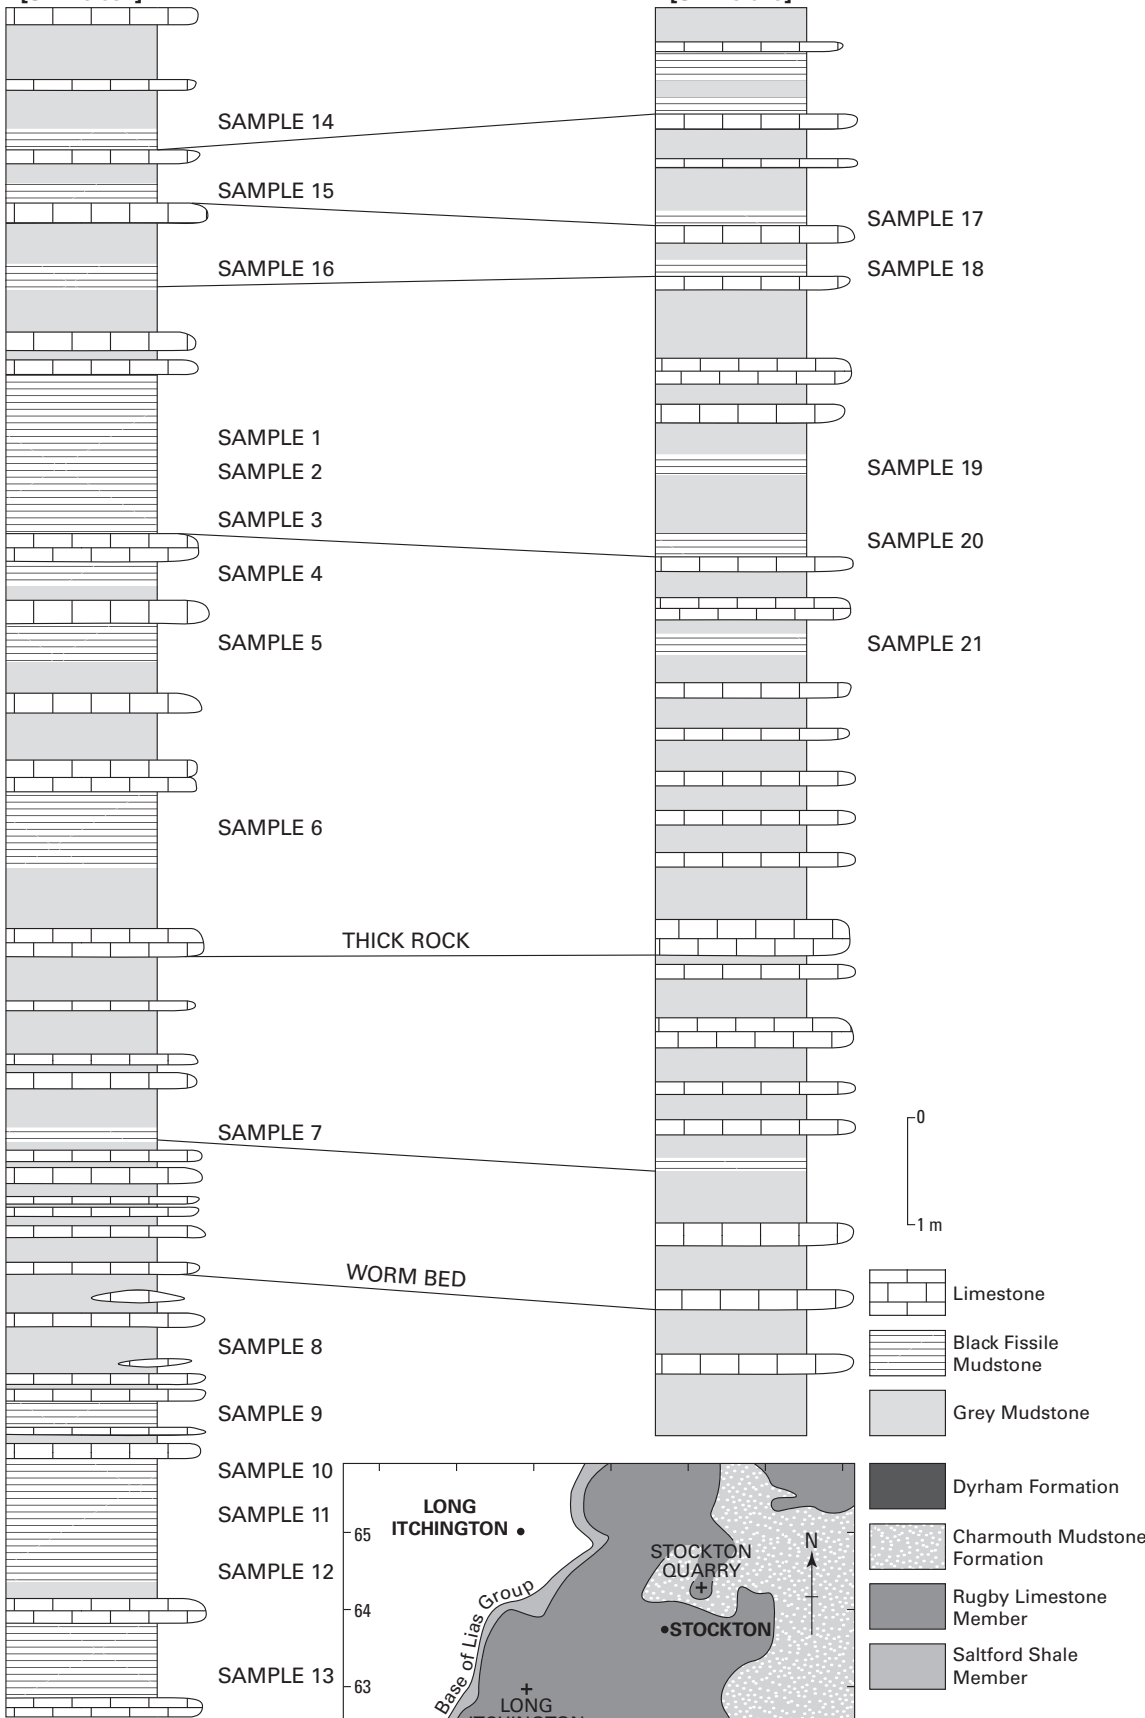 SAMPLE 14
SAMPLE 15
SAMPLE 16
SAMPLE 1
SAMPLE 2
SAMPLE 3
SAMPLE 4
SAMPLE 5
SAMPLE 6
THICK ROCK
SAMPLE 7
WORM BED
SAMPLE 8
SAMPLE 9
SAMPLE 10
SAMPLE 11
SAMPLE 12
SAMPLE 13
SAMPLE 17
SAMPLE 18
SAMPLE 19
SAMPLE 20
SAMPLE 21
0
1 m
Limestone
Black Fissile
Mudstone
Grey Mudstone
Dyrham Formation
Charmouth Mudstone
Formation
Rugby Limestone
Member
Saltford Shale
Member
LONG
ITCHINGTON
65
64
63
STOCKTON
QUARRY
N
STOCKTON
Base of Lias Group
LONG